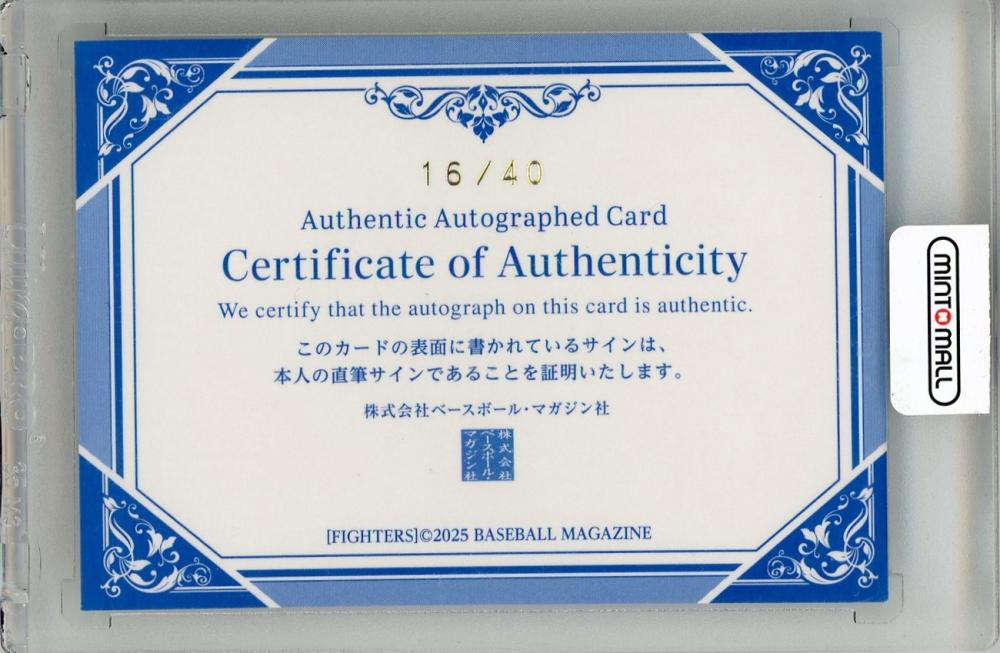 16/40
Authentic Autographed Card
Certificate of Authenticity
We certify that the autograph on this card is authentic.
このカードの表面に書かれているサインは、
本人の直筆サインであることを証明いたします。
株式会社ベースボール・マガジン社
株式会社
ベースボール・
マガジン社
[FIGHTERS]©2025 BASEBALL MAGAZINE
MINTOMALL